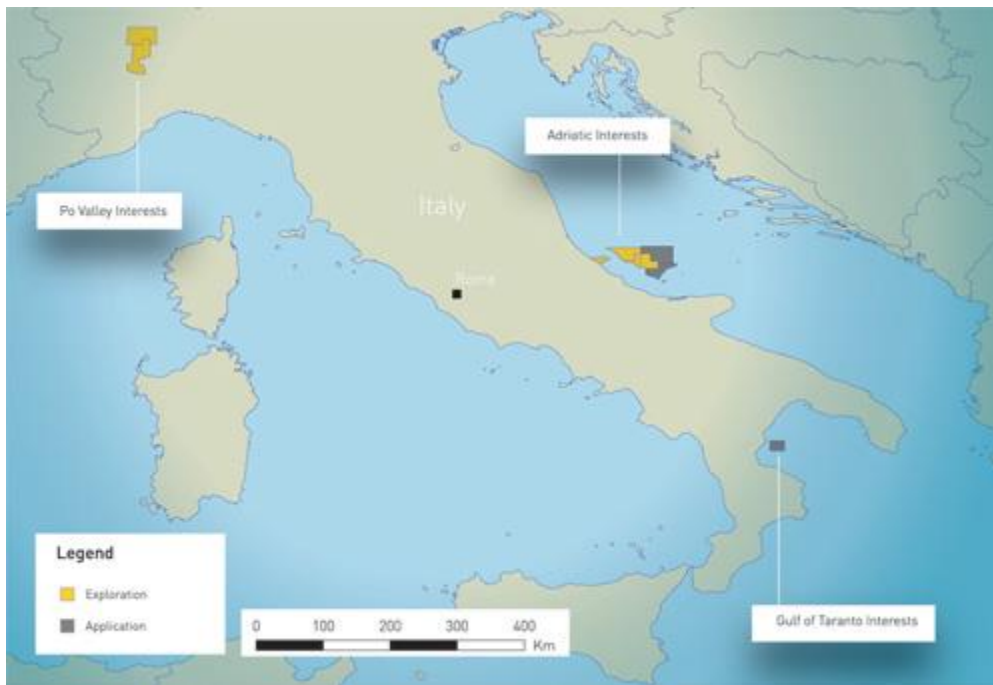 Adriatic Interests
Po Valley Interests
Italy
Roma
Legend
Exploration
Application
0 100 200 300 400
Km
Gulf of Taranto Interests